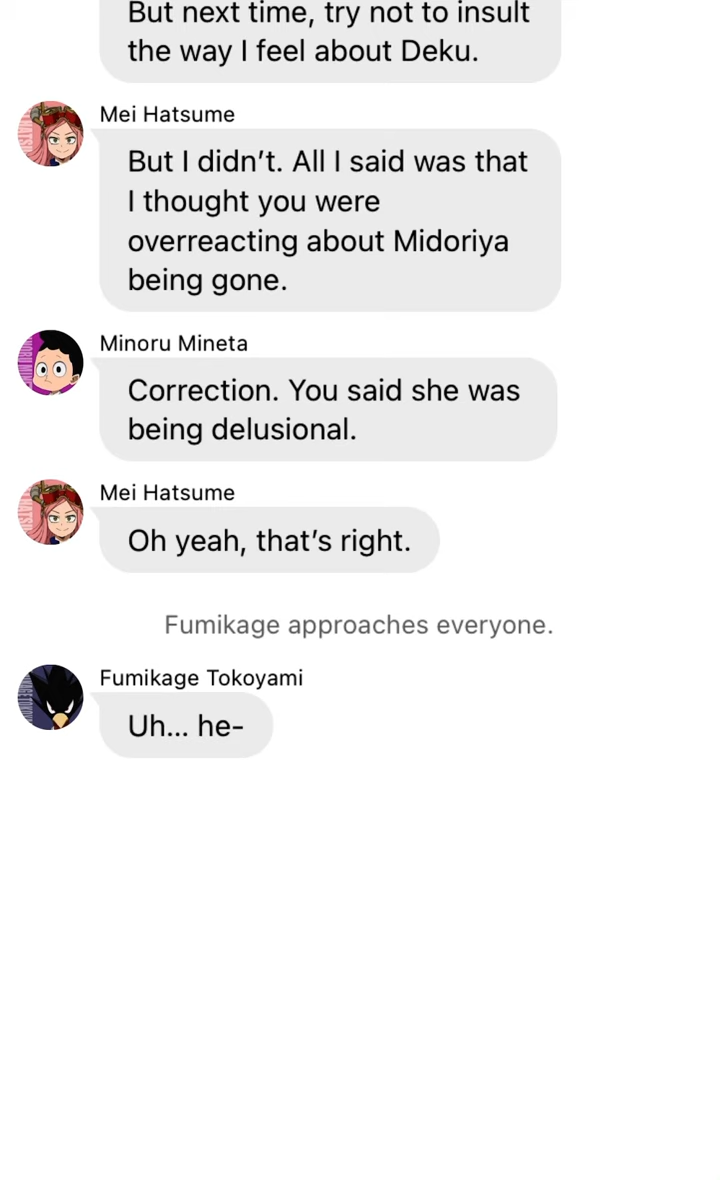 But next time, try not to insult
the way I feel about Deku.
Mei Hatsume
But I didn’t. All I said was that
I thought you were
overreacting about Midoriya
being gone.
Minoru Mineta
Correction. You said she was
being delusional.
Mei Hatsume
Oh yeah, that’s right.
Fumikage approaches everyone.
Fumikage Tokoyami
Uh... he-